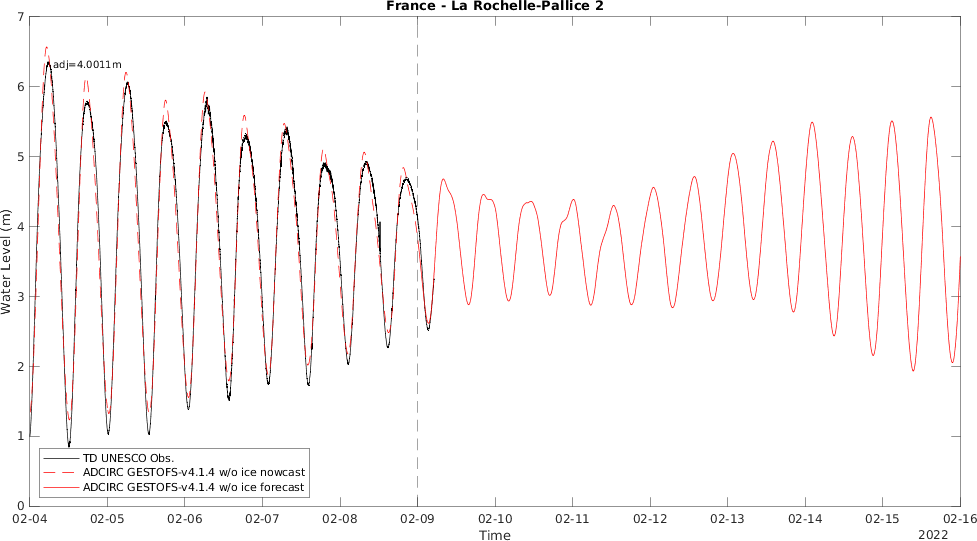 France - La Rochelle-Pallice 2
7
6
5
4
3
2
1
0
Water Level (m)
adj=4.0011m
TD UNESCO Obs.
ADCIRC GESTOFS-v4.1.4 w/o ice nowcast
ADCIRC GESTOFS-v4.1.4 w/o ice forecast
02-04 02-05 02-06 02-07 02-08 02-09 02-10 02-11 02-12 02-13 02-14 02-15 02-16
Time
2022